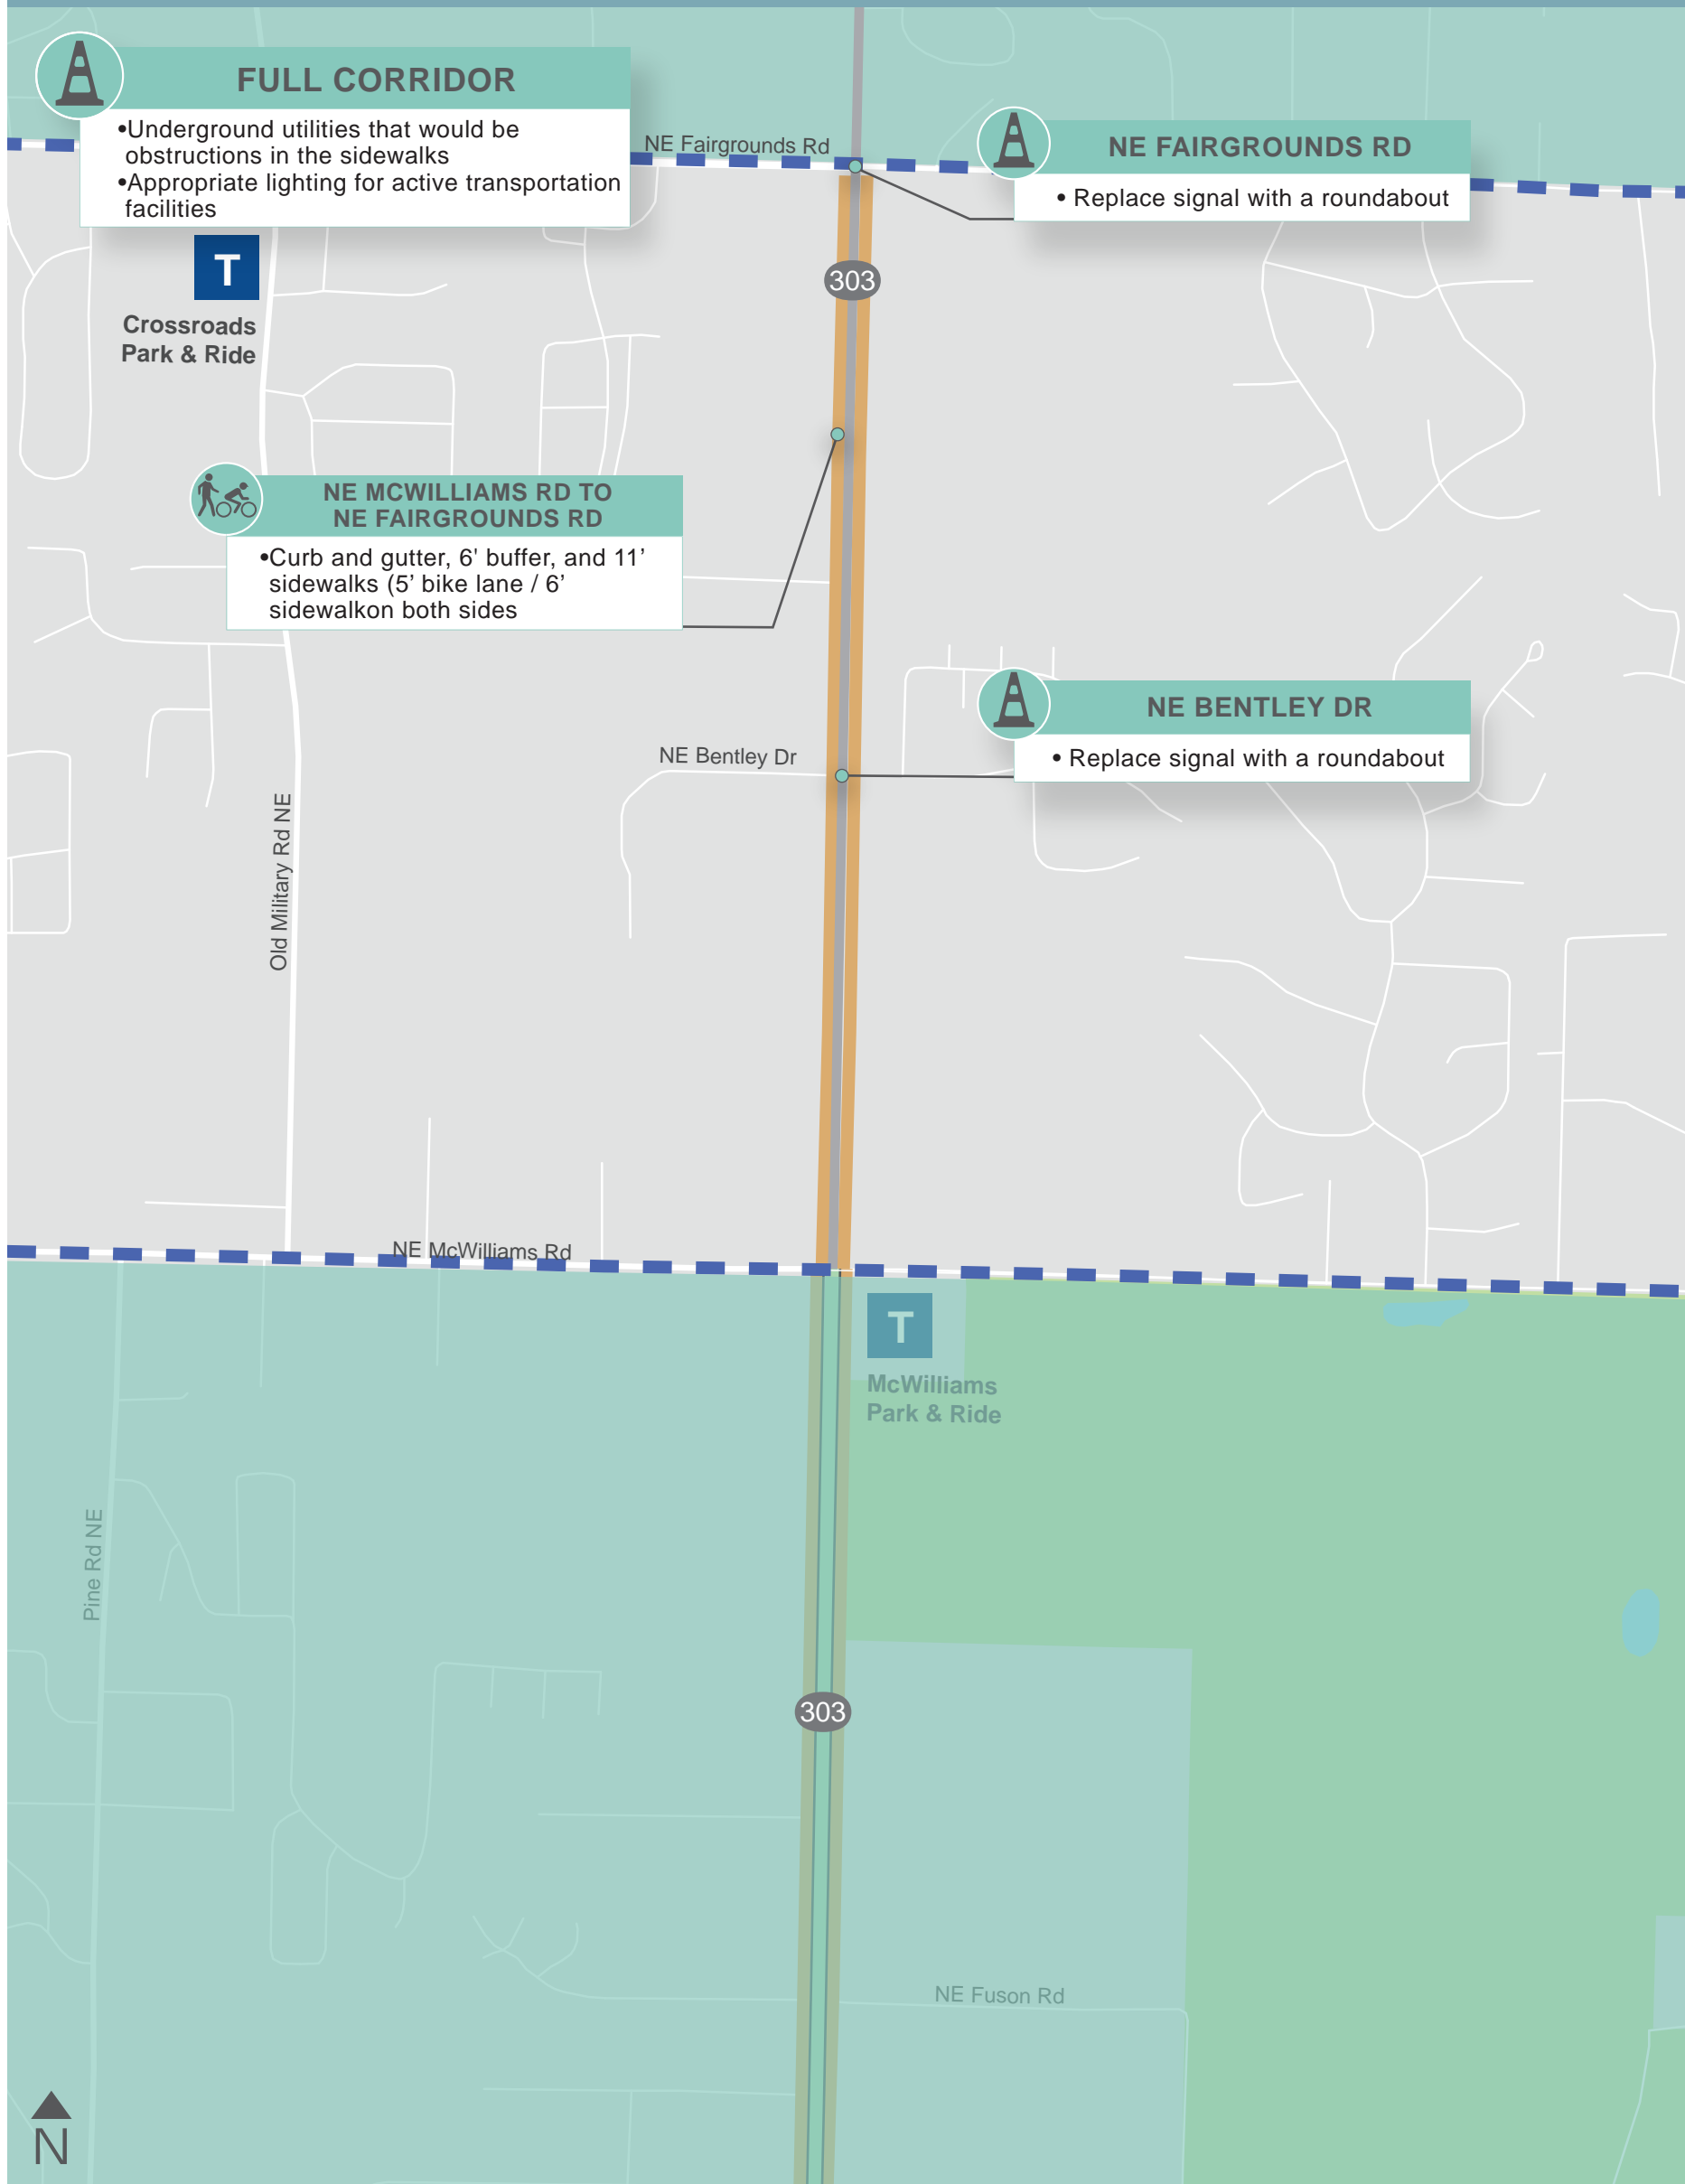 FULL CORRIDOR
•Underground utilities that would be
obstructions in the sidewalks
•Appropriate lighting for active transportation
facilities
NE Fairgrounds Rd
NE FAIRGROUNDS RD
• Replace signal with a roundabout
T
Crossroads
Park & Ride
303
NE MCWILLIAMS RD TO
NE FAIRGROUNDS RD
•Curb and gutter, 6' buffer, and 11’
sidewalks (5’ bike lane / 6’
sidewalkon both sides
NE BENTLEY DR
• Replace signal with a roundabout
NE Bentley Dr
Old Military Rd NE
NE McWilliams Rd
T
McWilliams
Park & Ride
Pine Rd NE
303
NE Fuson Rd
N